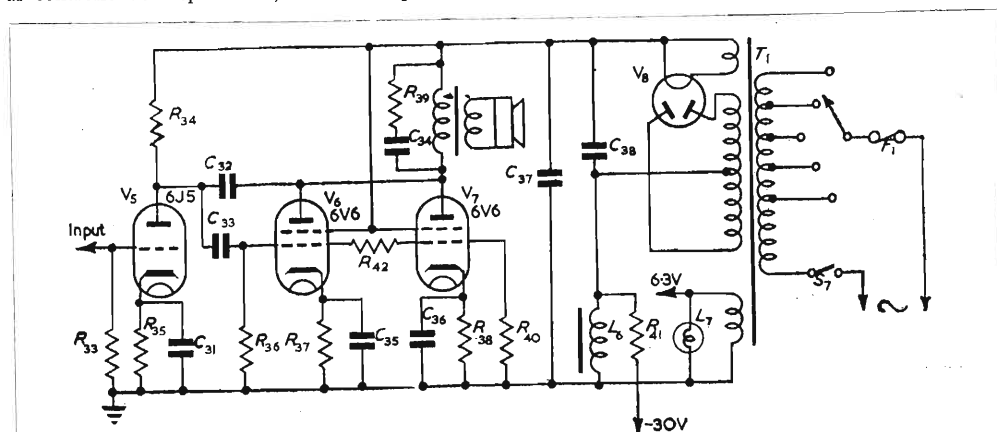 T1
V8
R39
R34
C34
C38
C32
C37
F1
V5
6J5
V6
6V6
V7
6V6
C33
Input
R42
S7
6·3V
L7
C36
L6
R41
R33
R35
C31
R36
R37
C35
R38
R40
-30V